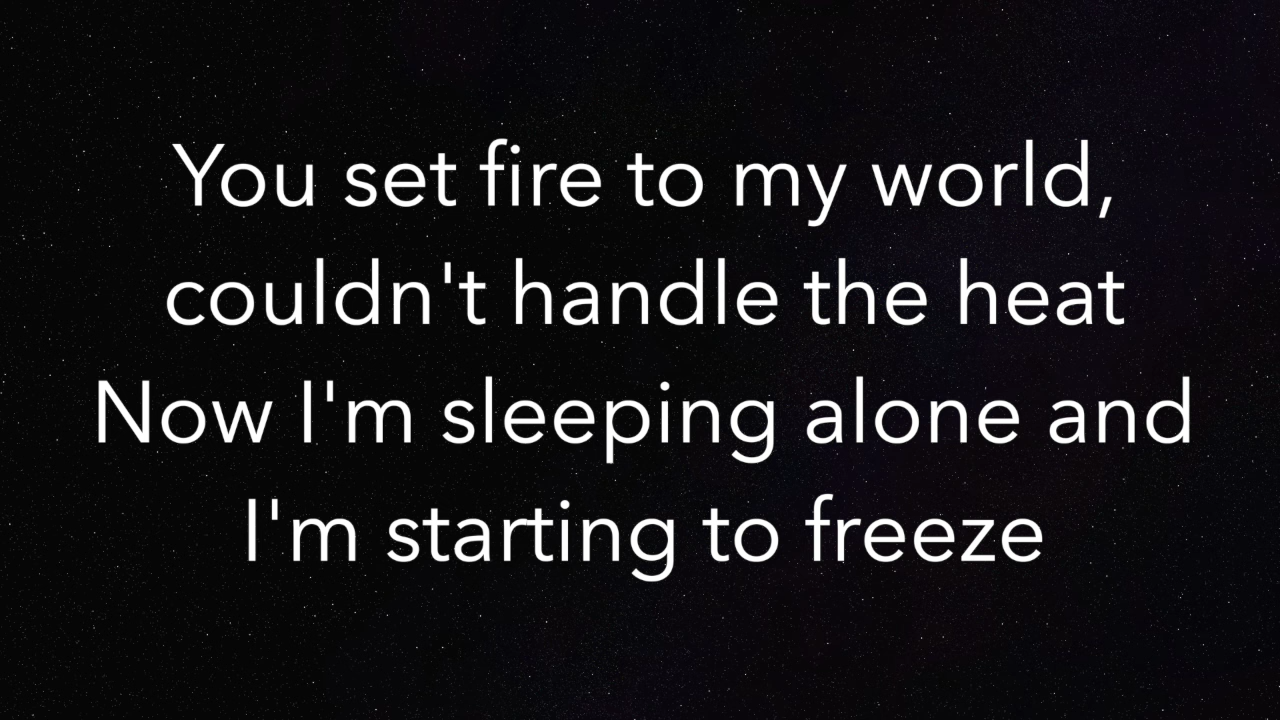 You set fire to my world,
couldn't handle the heat
Now I'm sleeping alone and
I'm starting to freeze